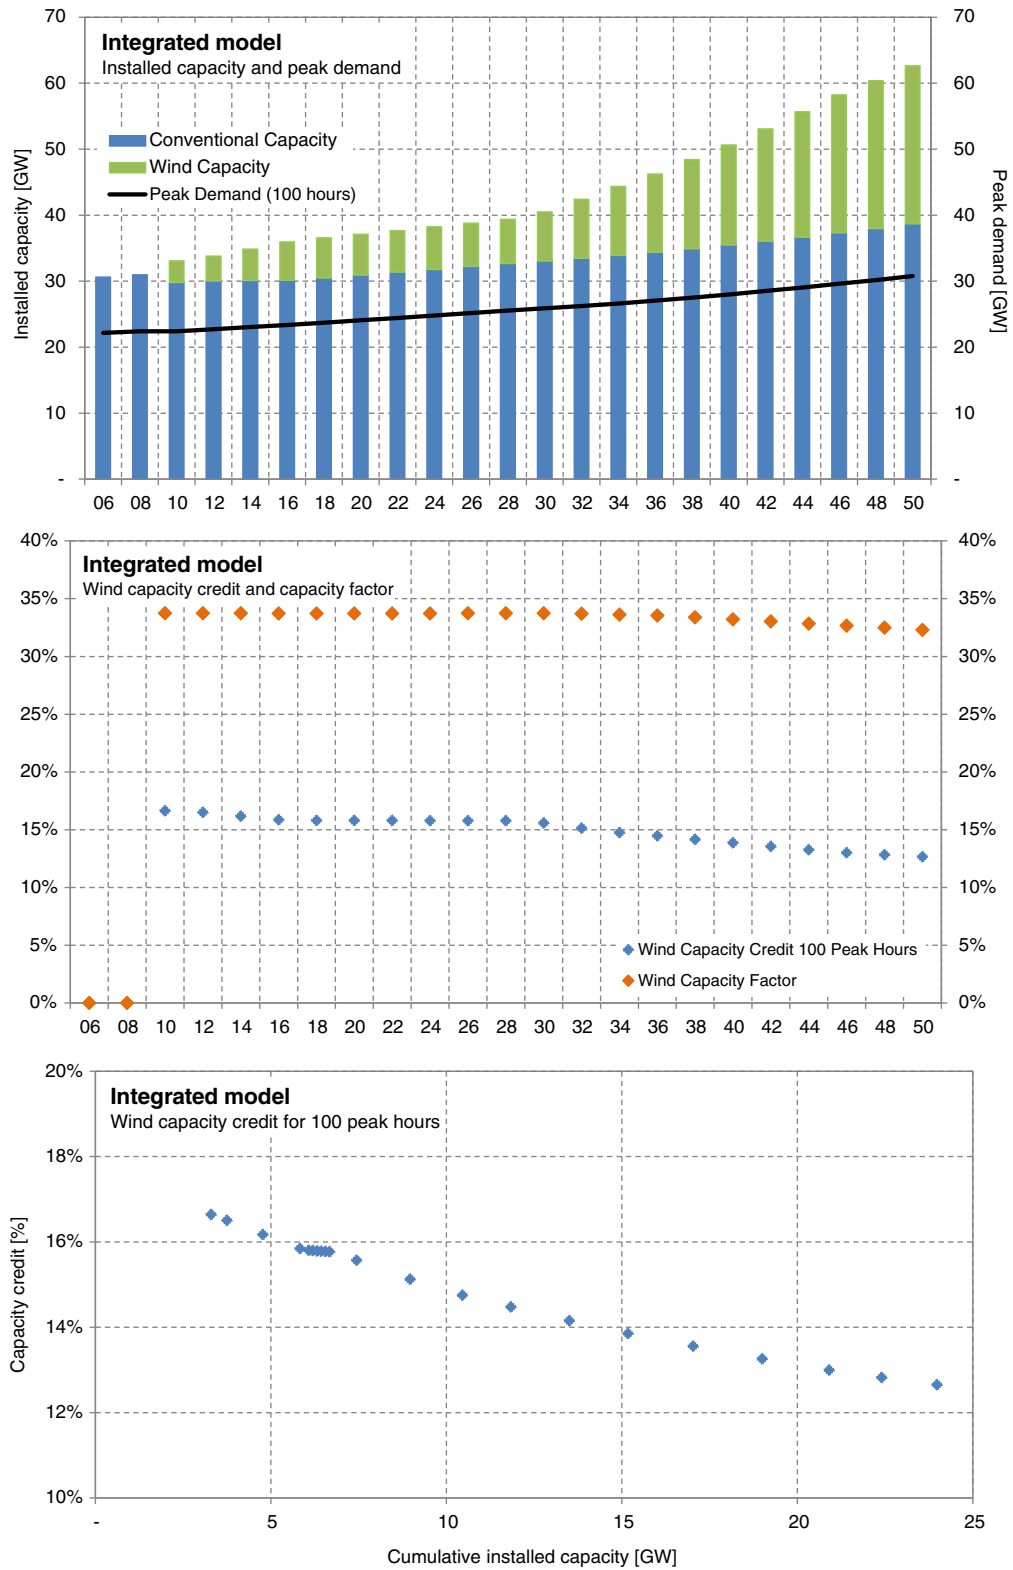 70 70
Integrated model
Installed capacity and peak demand
60 60
Conventional Capacity
50 50
Wind Capacity
Peak Demand (100 hours)
40 40
30 30
20 20
10 10
- -
Installed capacity [GW]
Peak demand [GW]
06 08 10 12 14 16 18 20 22 24 26 28 30 32 34 36 38 40 42 44 46 48 50
40% 40%
Integrated model
Wind capacity credit and capacity factor
35% 35%
30% 30%
25% 25%
20% 20%
15% 15%
10% 10%
Wind Capacity Credit 100 Peak Hours
5% 5%
Wind Capacity Factor
0% 0%
06 08 10 12 14 16 18 20 22 24 26 28 30 32 34 36 38 40 42 44 46 48 50
20%
Integrated model
Wind capacity credit for 100 peak hours
18%
16%
14%
12%
10%
Capacity credit [%]
- 5 10 15 20 25
Cumulative installed capacity [GW]